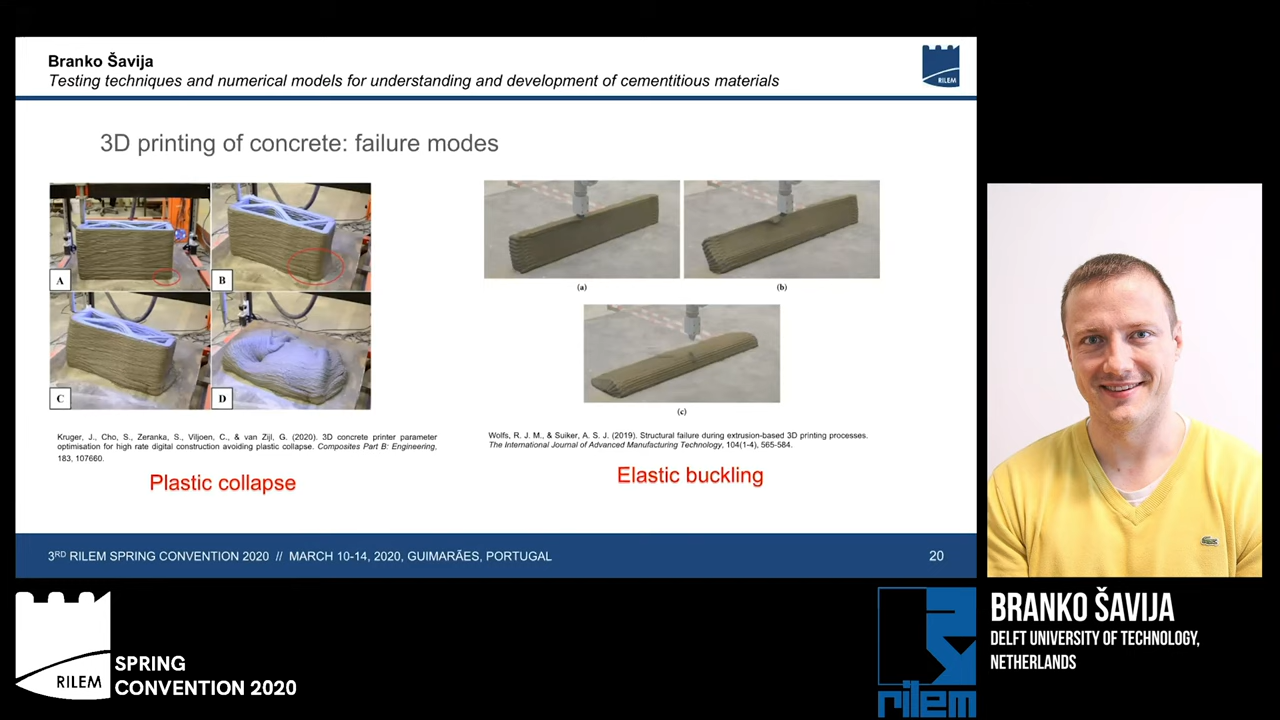 Branko Šavija
Testing techniques and numerical models for understanding and development of cementitious materials
RILEM
3D printing of concrete: failure modes
A
B
C
D
(a)
(b)
(c)
Kruger, J., Cho, S., Zeranka, S., Viljoen, C., & van Zijl, G. (2020). 3D concrete printer parameter
optimisation for high rate digital construction avoiding plastic collapse. Composites Part B: Engineering,
183, 107660.
Plastic collapse
Wolfs, R. J. M., & Suiker, A. S. J. (2019). Structural failure during extrusion-based 3D printing processes.
The International Journal of Advanced Manufacturing Technology, 104(1-4), 565-584.
Elastic buckling
3RD RILEM SPRING CONVENTION 2020 // MARCH 10-14, 2020, GUIMARÃES, PORTUGAL
20
RILEM
SPRING
CONVENTION 2020
rilem
BRANKO ŠAVIJA
DELFT UNIVERSITY OF TECHNOLOGY,
NETHERLANDS